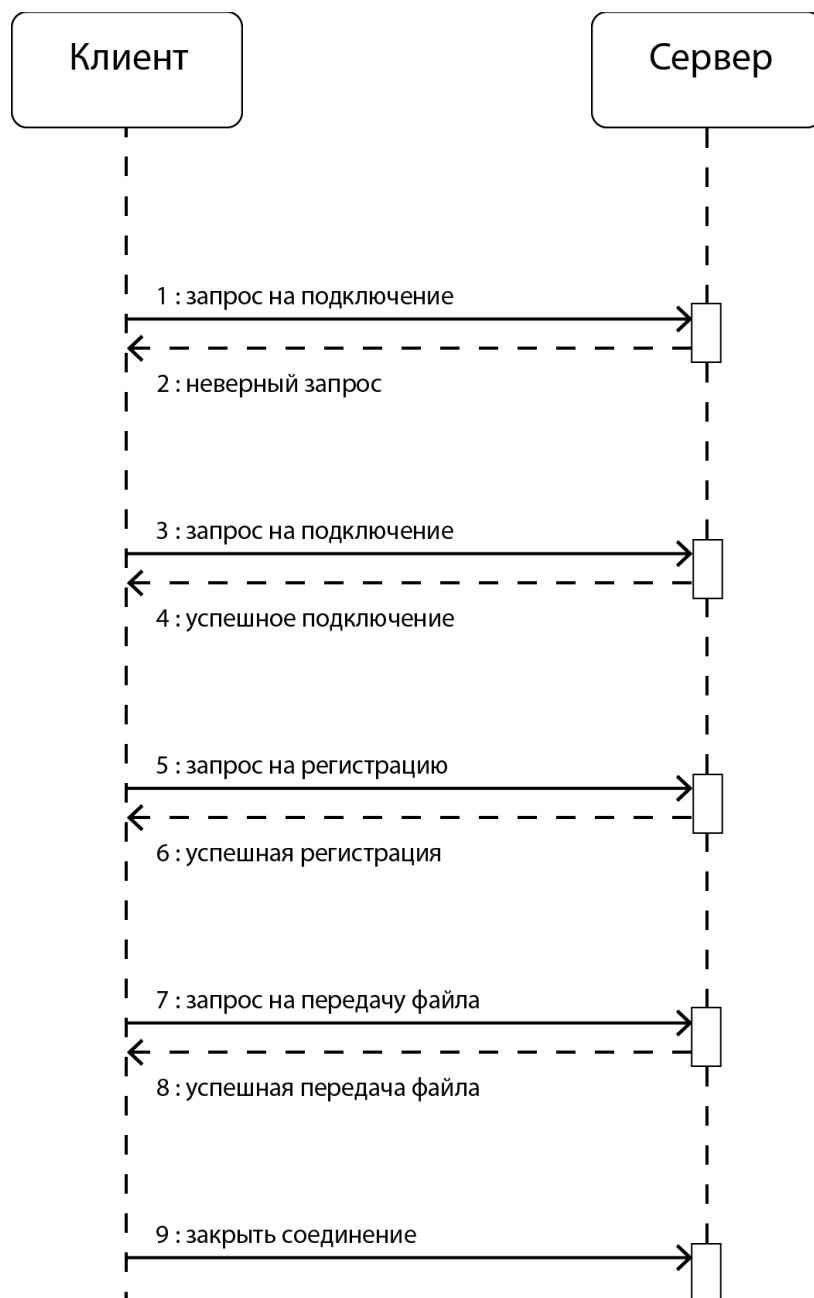 Клиент
Сервер
1 : запрос на подключение
2 : неверный запрос
3 : запрос на подключение
4 : успешное подключение
5 : запрос на регистрацию
6 : успешная регистрация
7 : запрос на передачу файла
8 : успешная передача файла
9 : закрыть соединение